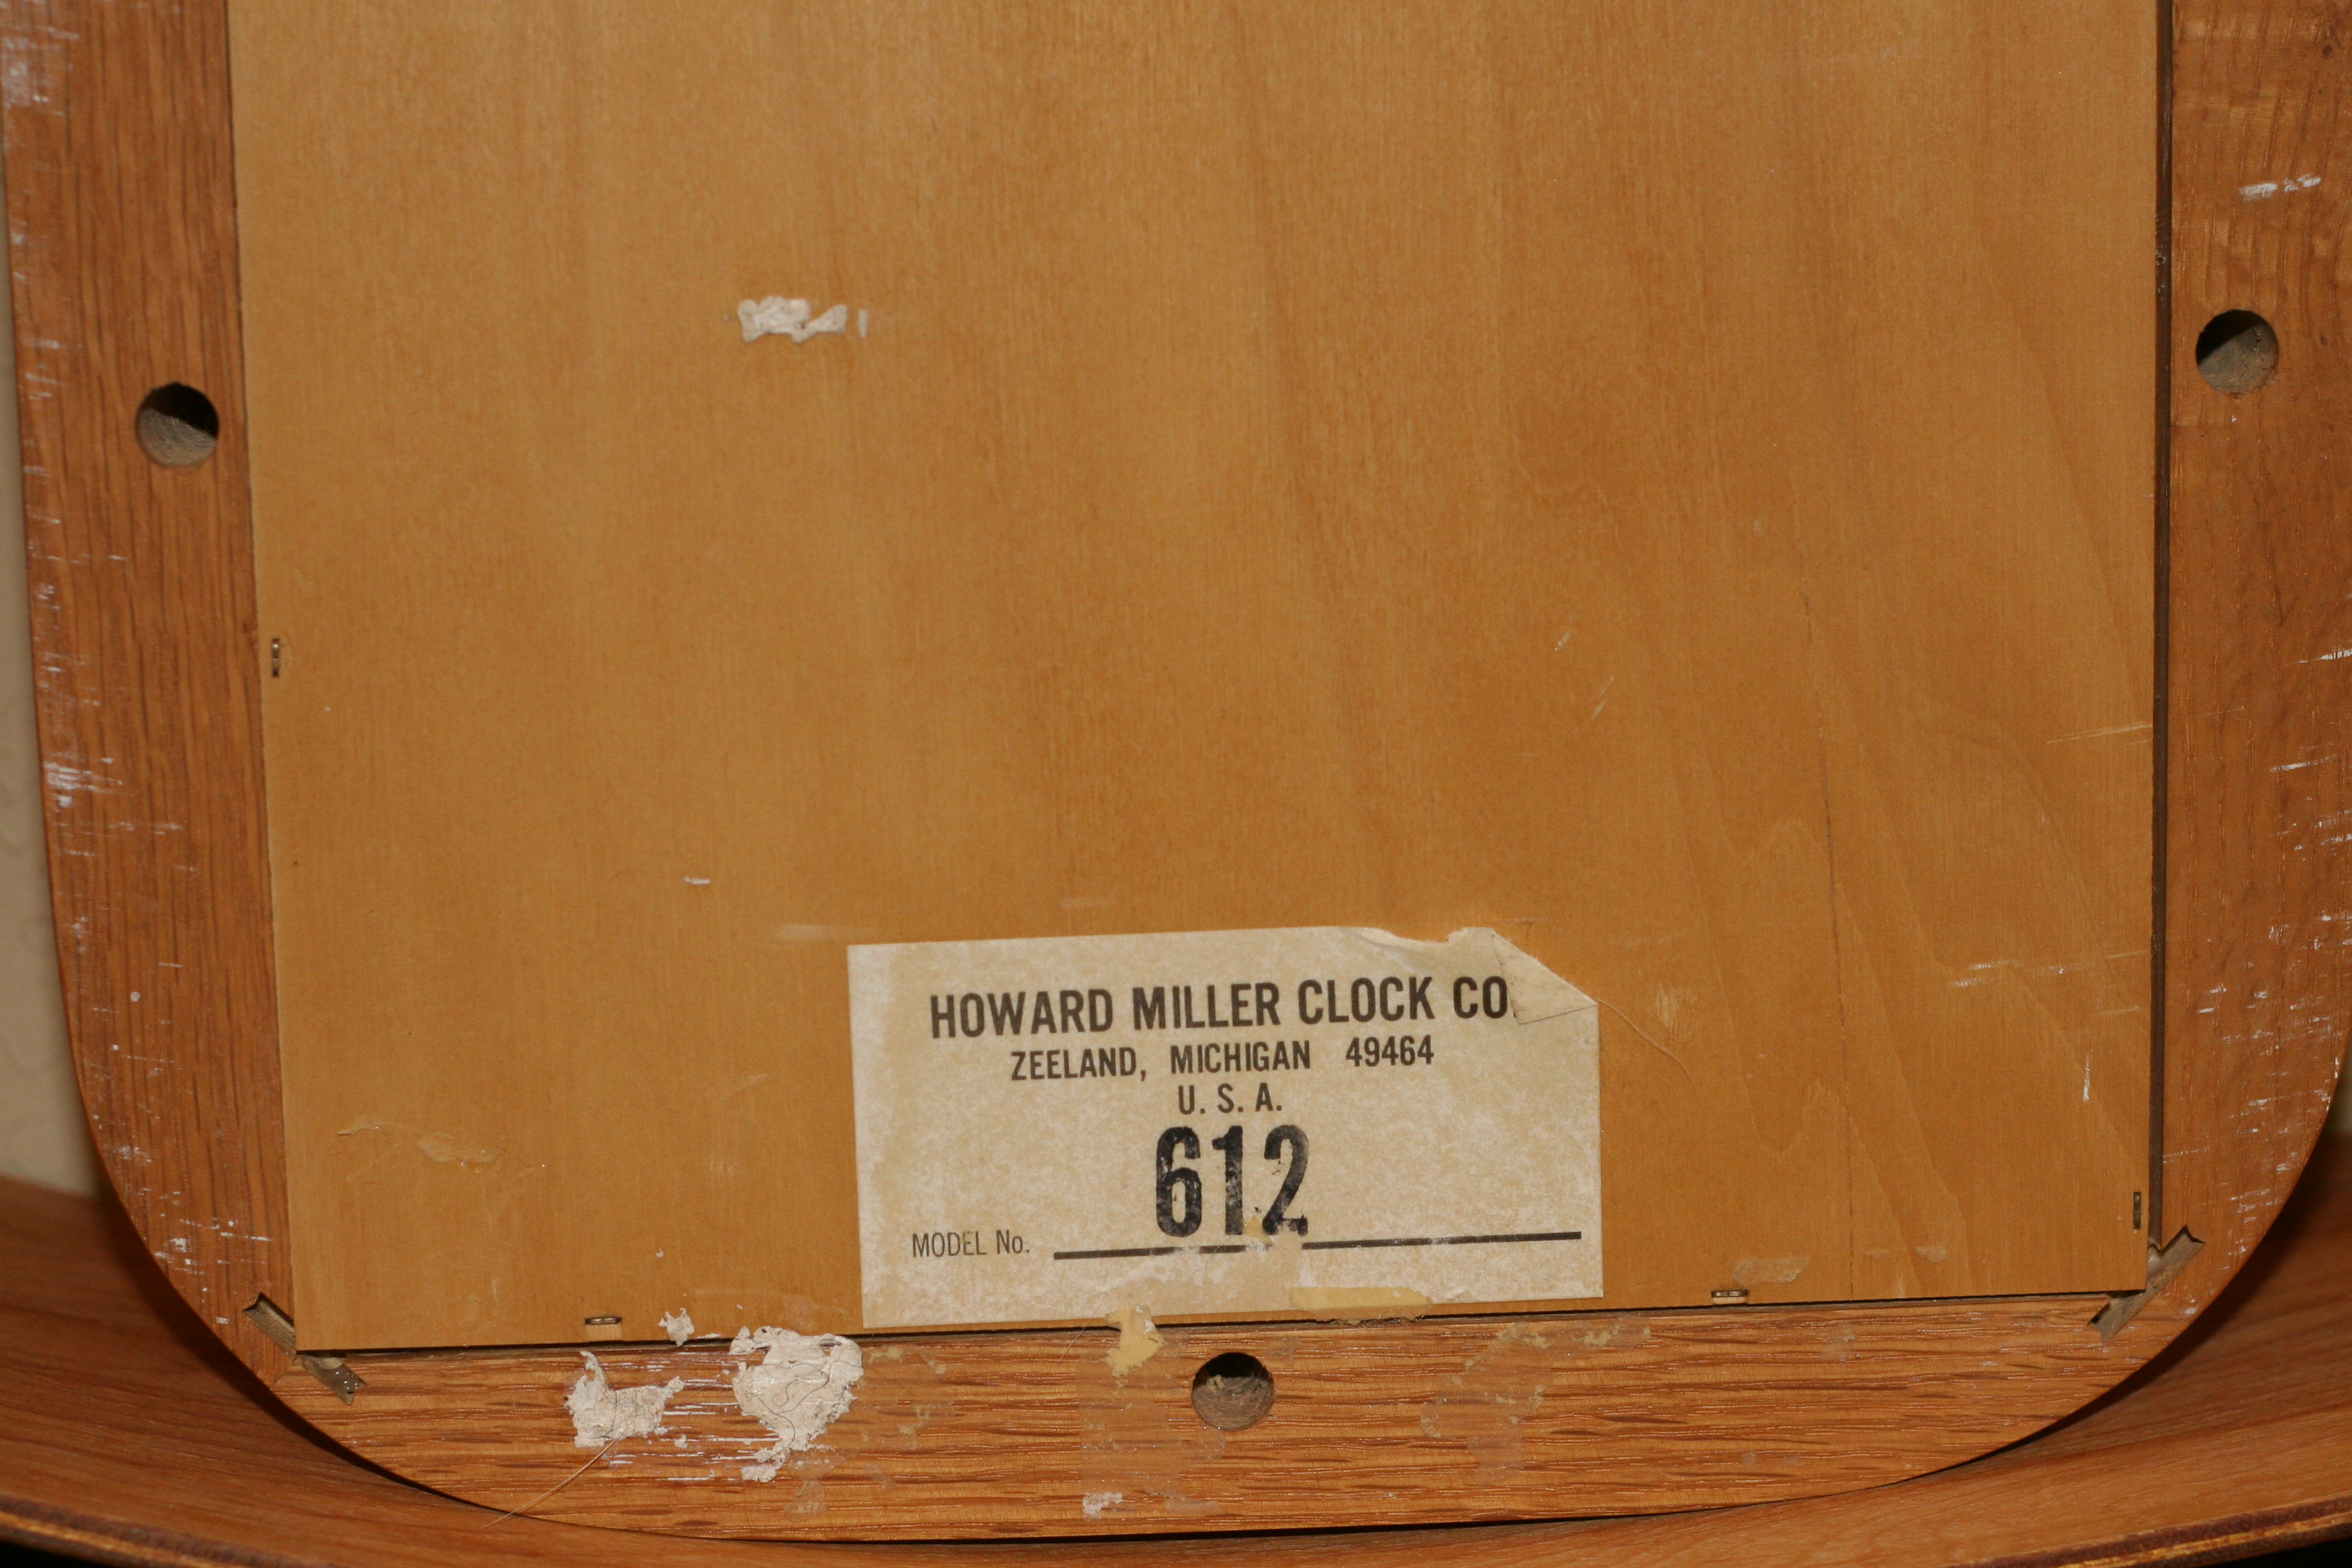 HOWARD MILLER CLOCK CO.
ZEELAND, MICHIGAN 49464
U. S. A.
612
MODEL No.